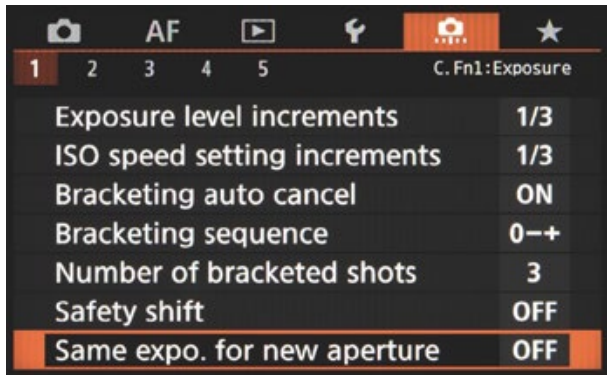 AF
1 2 3 4 5 C.Fn1:Exposure
Exposure level increments 1/3
ISO speed setting increments 1/3
Bracketing auto cancel ON
Bracketing sequence 0−+
Number of bracketed shots 3
Safety shift OFF
Same expo. for new aperture OFF